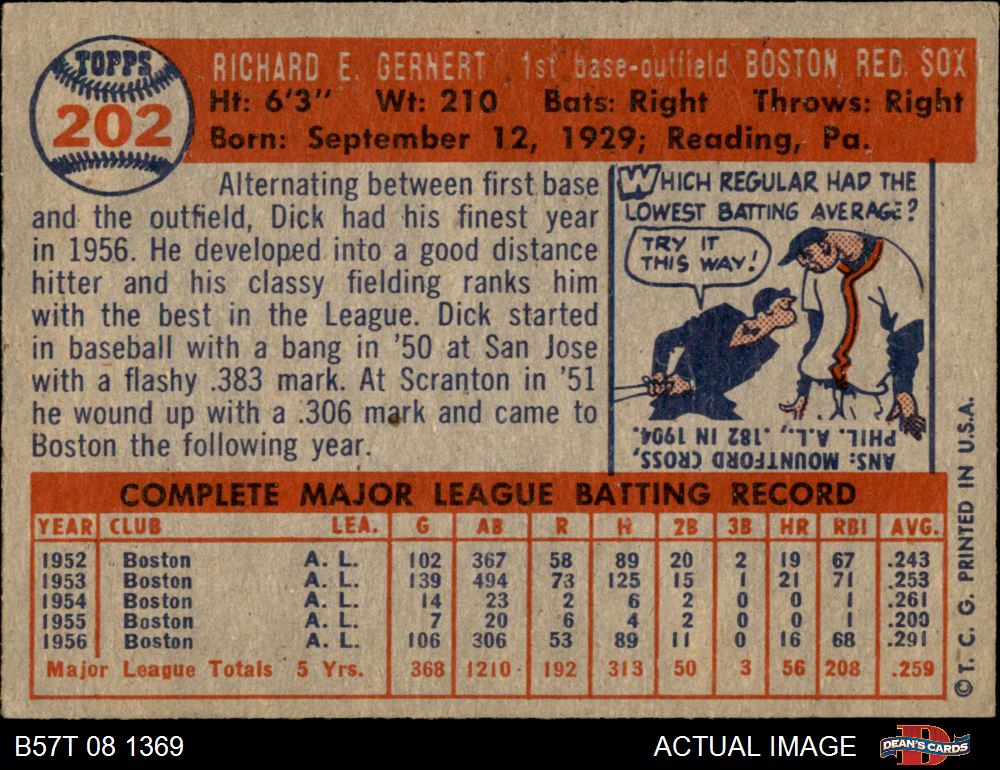 TOPPS
202
RICHARD E. GERNERT 1st base-outfield BOSTON RED SOX
Ht: 6'3" Wt: 210 Bats: Right Throws: Right
Born: September 12, 1929; Reading, Pa.
Alternating between first base
and the outfield, Dick had his finest year
in 1956. He developed into a good distance
hitter and his classy fielding ranks him
with the best in the League. Dick started
in baseball with a bang in '50 at San Jose
with a flashy .383 mark. At Scranton in '51
he wound up with a .306 mark and came to
Boston the following year.
WHICH REGULAR HAD THE
LOWEST BATTING AVERAGE?
TRY IT
THIS WAY!
ANS: MOUNTFORD CROSS,
PHIL. A.L., .182 IN 1904.
COMPLETE MAJOR LEAGUE BATTING RECORD
YEAR CLUB LEA. G AB R H 2B 3B HR RBI AVG.
1952 Boston A. L. 102 367 58 89 20 2 19 67 .243
1953 Boston A. L. 139 494 73 125 15 1 21 71 .253
1954 Boston A. L. 14 23 2 6 2 0 0 1 .261
1955 Boston A. L. 7 20 6 4 2 0 0 1 .200
1956 Boston A. L. 106 306 53 89 11 0 16 68 .291
Major League Totals 5 Yrs. 368 1210 192 313 50 3 56 208 .259
© T. C. G. PRINTED IN U.S.A.
B57T 08 1369
ACTUAL IMAGE
D
DEAN'S CARDS